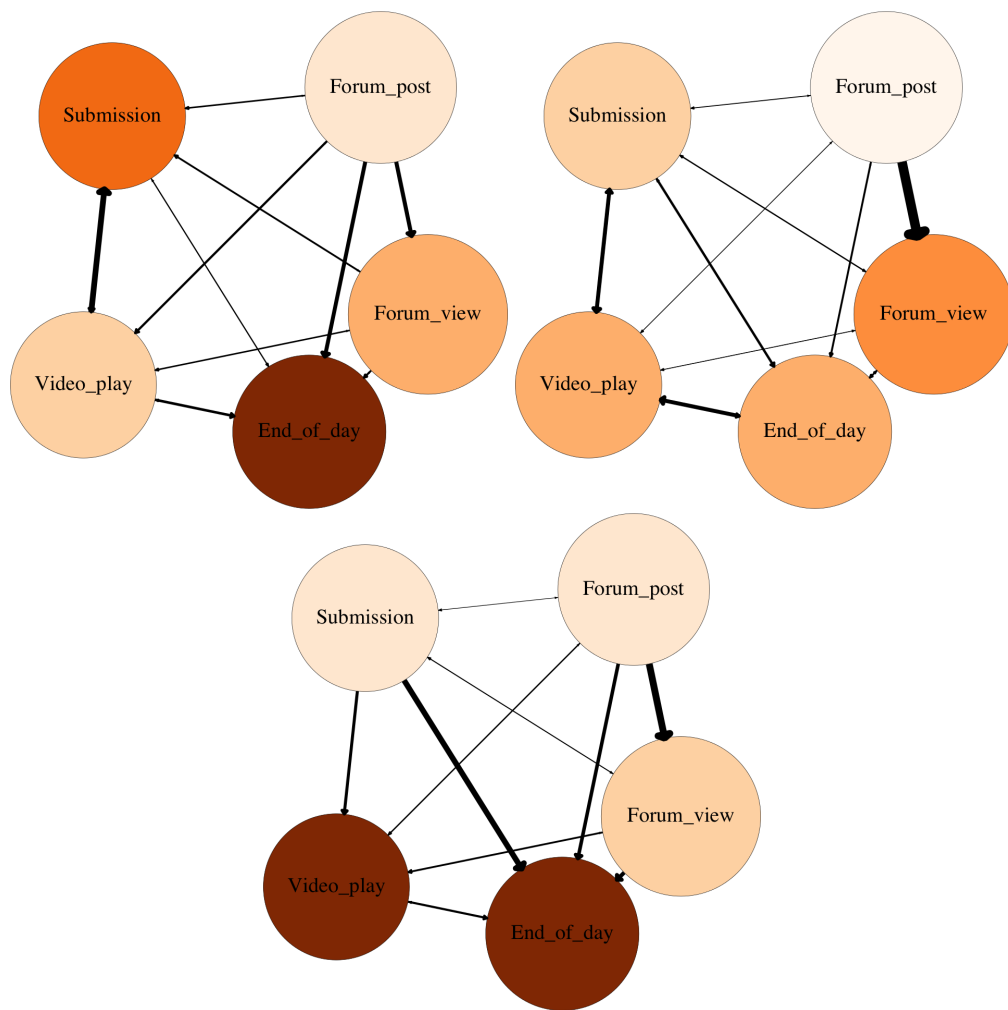 Forum_post
Submission
Forum_view
Video_play
End_of_day
Forum_post
Submission
Forum_view
Video_play
End_of_day
Forum_post
Submission
Forum_view
Video_play
End_of_day